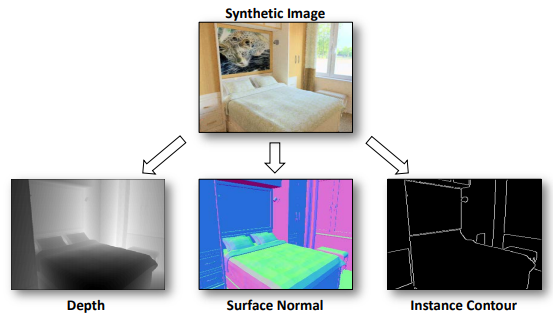 Synthetic Image
Depth
Surface Normal
Instance Contour